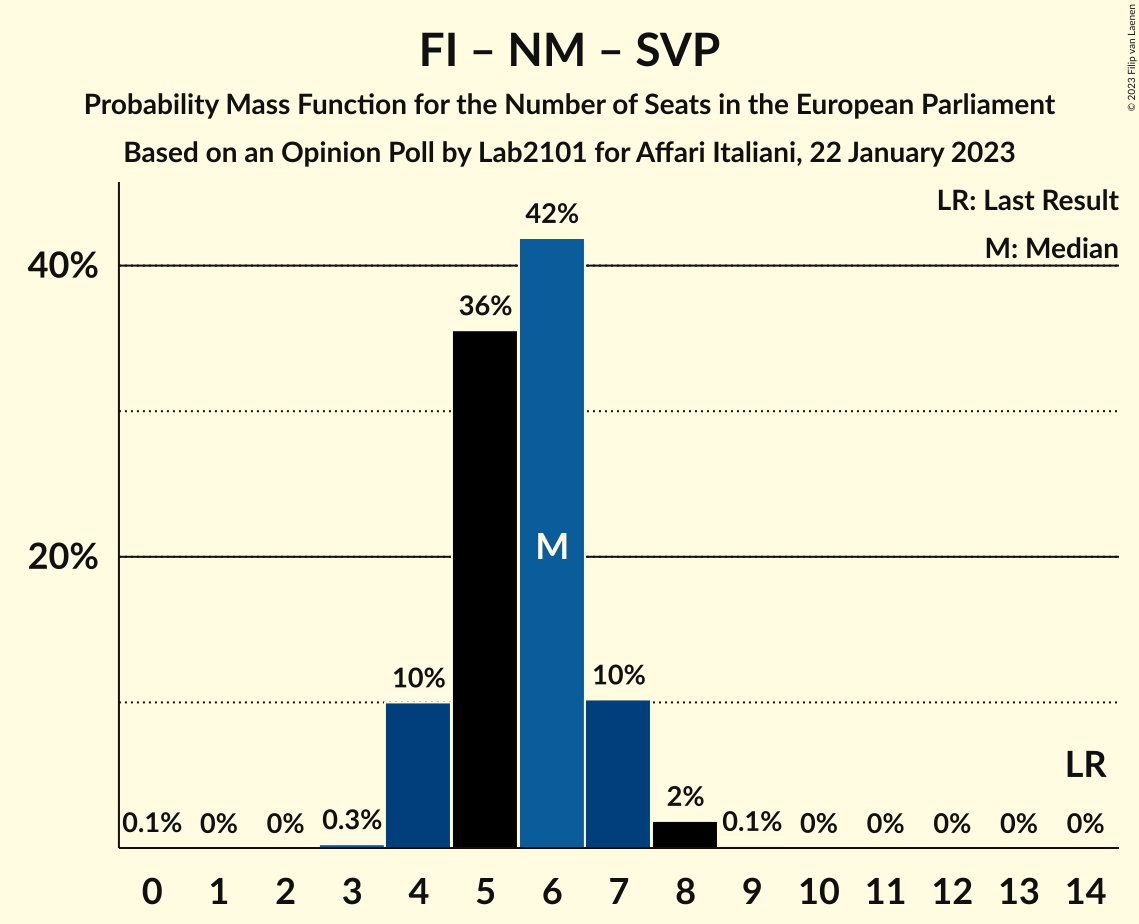 FI – NM – SVP
Probability Mass Function for the Number of Seats in the European Parliament
Based on an Opinion Poll by Lab2101 for Affari Italiani, 22 January 2023
© 2023 Filip van Laenen
LR: Last Result
M: Median
40%
20%
0.1%
0%
0%
0.3%
10%
36%
42%
10%
2%
0.1%
0%
0%
0%
0%
0%
M
LR
0 1 2 3 4 5 6 7 8 9 10 11 12 13 14